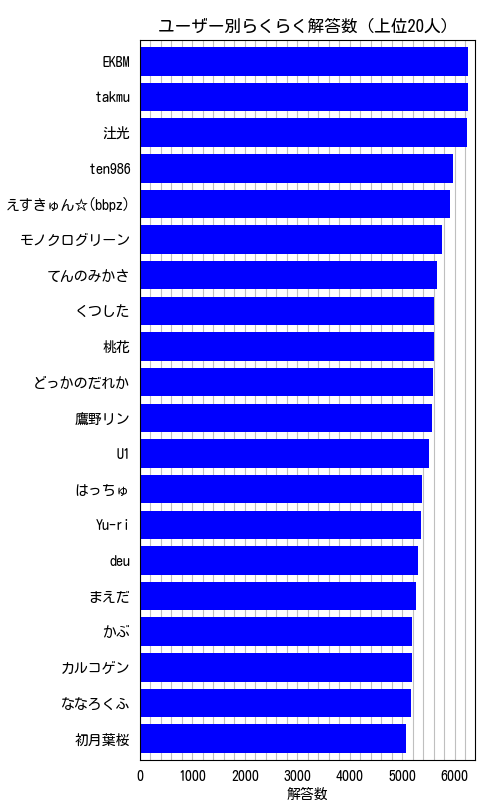 ユーザー別らくらく解答数（上位20人）
EKBM
takmu
辻光
ten986
えすきゅん☆(bbpz)
モノクログリーン
てんのみかさ
くつした
桃花
どっかのだれか
鷹野リン
U1
はっちゅ
Yu-ri
deu
まえだ
かぶ
カルコゲン
ななろくふ
初月葉桜
0 1000 2000 3000 4000 5000 6000
解答数